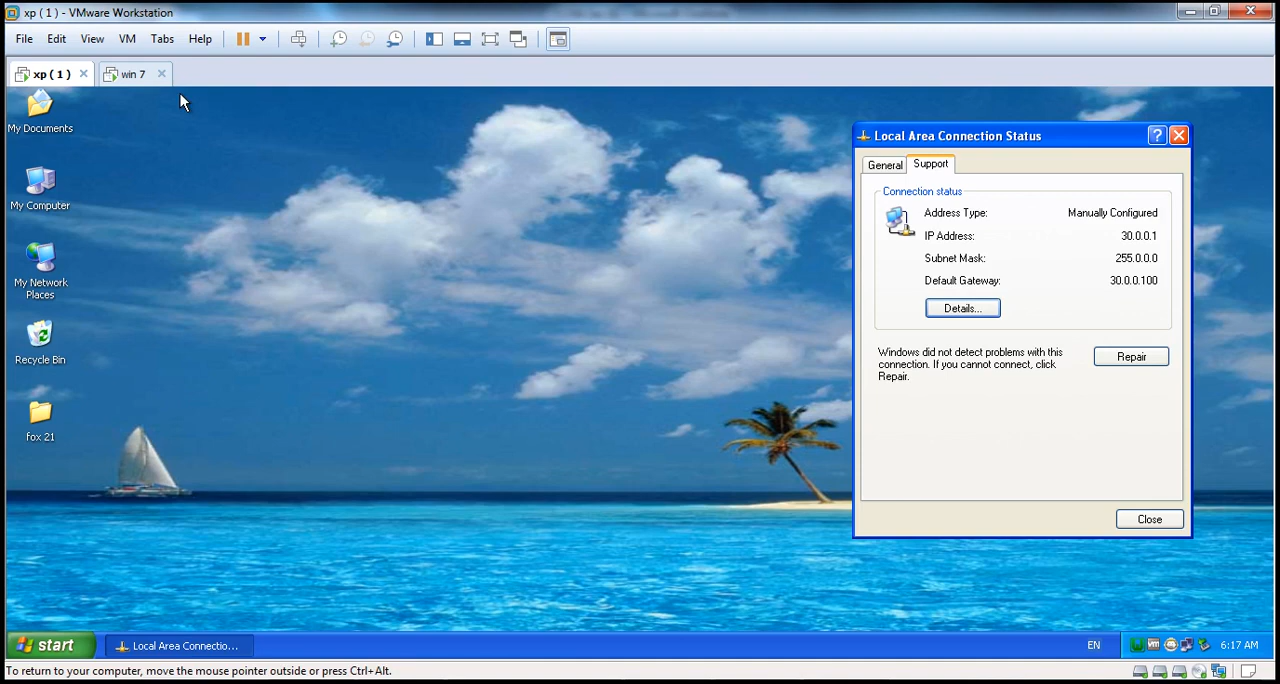 xp ( 1 ) - VMware Workstation
File Edit View VM Tabs Help
xp ( 1 ) win 7
My Documents
My Computer
My Network
Places
Recycle Bin
fox 21
Local Area Connection Status
General Support
Connection status
Address Type: Manually Configured
IP Address: 30.0.0.1
Subnet Mask: 255.0.0.0
Default Gateway: 30.0.0.100
Details...
Windows did not detect problems with this
connection. If you cannot connect, click
Repair.
Repair
Close
start Local Area Connectio... EN 6:17 AM
To return to your computer, move the mouse pointer outside or press Ctrl+Alt.